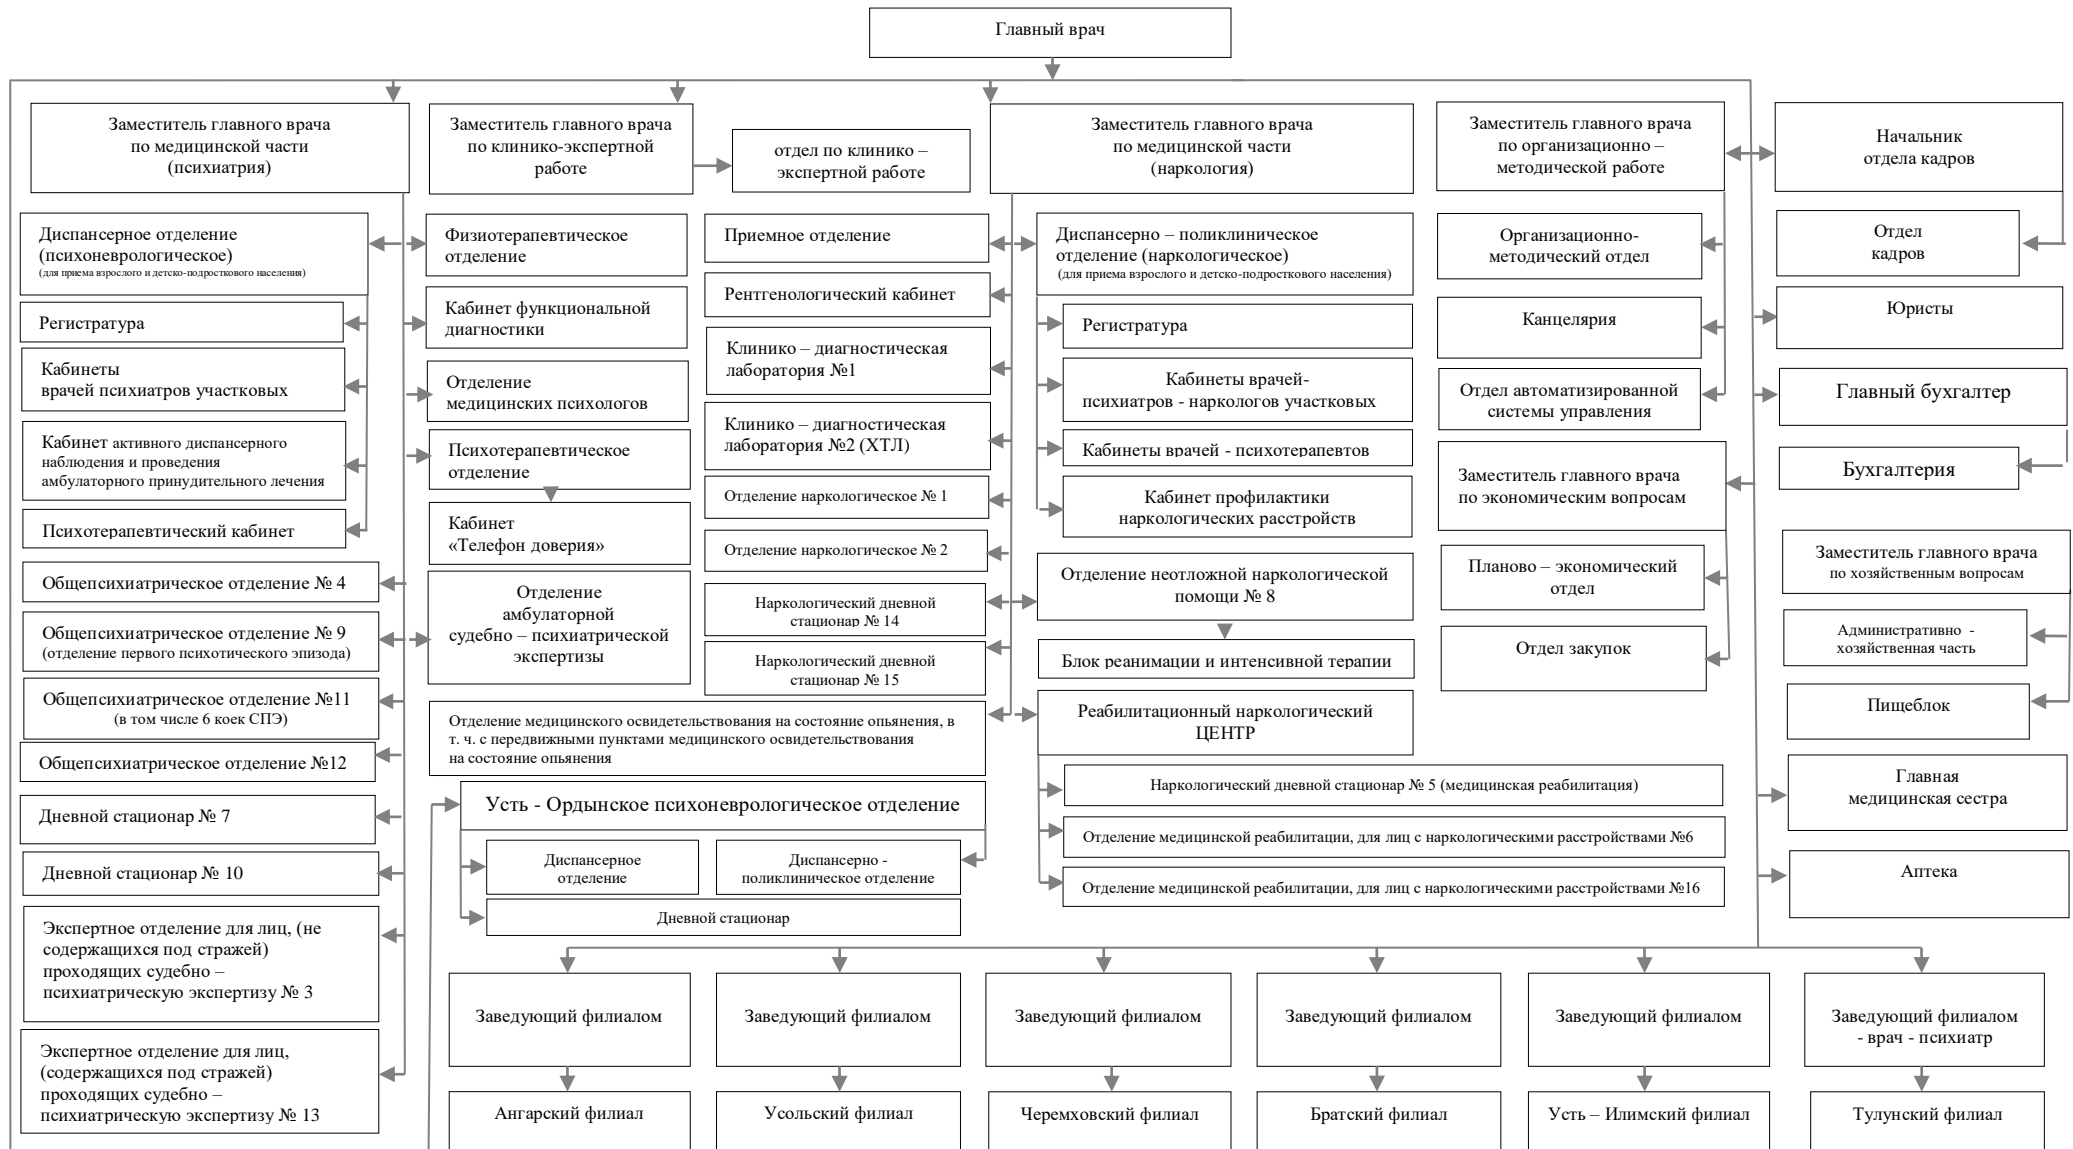 Главный врач
Заместитель главного врача
по медицинской части
(психиатрия)
Заместитель главного врача
по клинико-экспертной
работе
отдел по клинико –
экспертной работе
Заместитель главного врача
по медицинской части
(наркология)
Заместитель главного врача
по организационно –
методической работе
Начальник
отдела кадров
Диспансерное отделение
(психоневрологическое)
(для приема взрослого и детско-подросткового населения)
Регистратура
Кабинеты
врачей психиатров участковых
Кабинет активного диспансерного
наблюдения и проведения
амбулаторного принудительного лечения
Психотерапевтический кабинет
Общепсихиатрическое отделение № 4
Общепсихиатрическое отделение № 9
(отделение первого психотического эпизода)
Общепсихиатрическое отделение №11
(в том числе 6 коек СПЭ)
Общепсихиатрическое отделение №12
Дневной стационар № 7
Дневной стационар № 10
Экспертное отделение для лиц, (не
содержащихся под стражей)
проходящих судебно –
психиатрическую экспертизу № 3
Экспертное отделение для лиц,
(содержащихся под стражей)
проходящих судебно –
психиатрическую экспертизу № 13
Физиотерапевтическое
отделение
Кабинет функциональной
диагностики
Отделение
медицинских психологов
Психотерапевтическое
отделение
Кабинет
«Телефон доверия»
Отделение
амбулаторной
судебно – психиатрической
экспертизы
Приемное отделение
Рентгенологический кабинет
Клинико – диагностическая
лаборатория №1
Клинико – диагностическая
лаборатория №2 (ХТЛ)
Отделение наркологическое № 1
Отделение наркологическое № 2
Наркологический дневной
стационар № 14
Наркологический дневной
стационар № 15
Отделение медицинского освидетельствования на состояние опьянения, в
т. ч. с передвижными пунктами медицинского освидетельствования
на состояние опьянения
Усть - Ордынское психоневрологическое отделение
Диспансерное
отделение
Диспансерно -
поликлиническое отделение
Дневной стационар
Диспансерно – поликлиническое
отделение (наркологическое)
(для приема взрослого и детско-подросткового населения)
Регистратура
Кабинеты врачей-
психиатров - наркологов участковых
Кабинеты врачей - психотерапевтов
Кабинет профилактики
наркологических расстройств
Отделение неотложной наркологической
помощи № 8
Блок реанимации и интенсивной терапии
Реабилитационный наркологический
ЦЕНТР
Наркологический дневной стационар № 5 (медицинская реабилитация)
Отделение медицинской реабилитации, для лиц с наркологическими расстройствами №6
Отделение медицинской реабилитации, для лиц с наркологическими расстройствами №16
Организационно-
методический отдел
Канцелярия
Отдел автоматизированной
системы управления
Заместитель главного врача
по экономическим вопросам
Планово – экономический
отдел
Отдел закупок
Отдел
кадров
Юристы
Главный бухгалтер
Бухгалтерия
Заместитель главного врача
по хозяйственным вопросам
Административно -
хозяйственная часть
Пищеблок
Главная
медицинская сестра
Аптека
Заведующий филиалом
Заведующий филиалом
Заведующий филиалом
Заведующий филиалом
Заведующий филиалом
Заведующий филиалом
- врач - психиатр
Ангарский филиал
Усольский филиал
Черемховский филиал
Братский филиал
Усть – Илимский филиал
Тулунский филиал